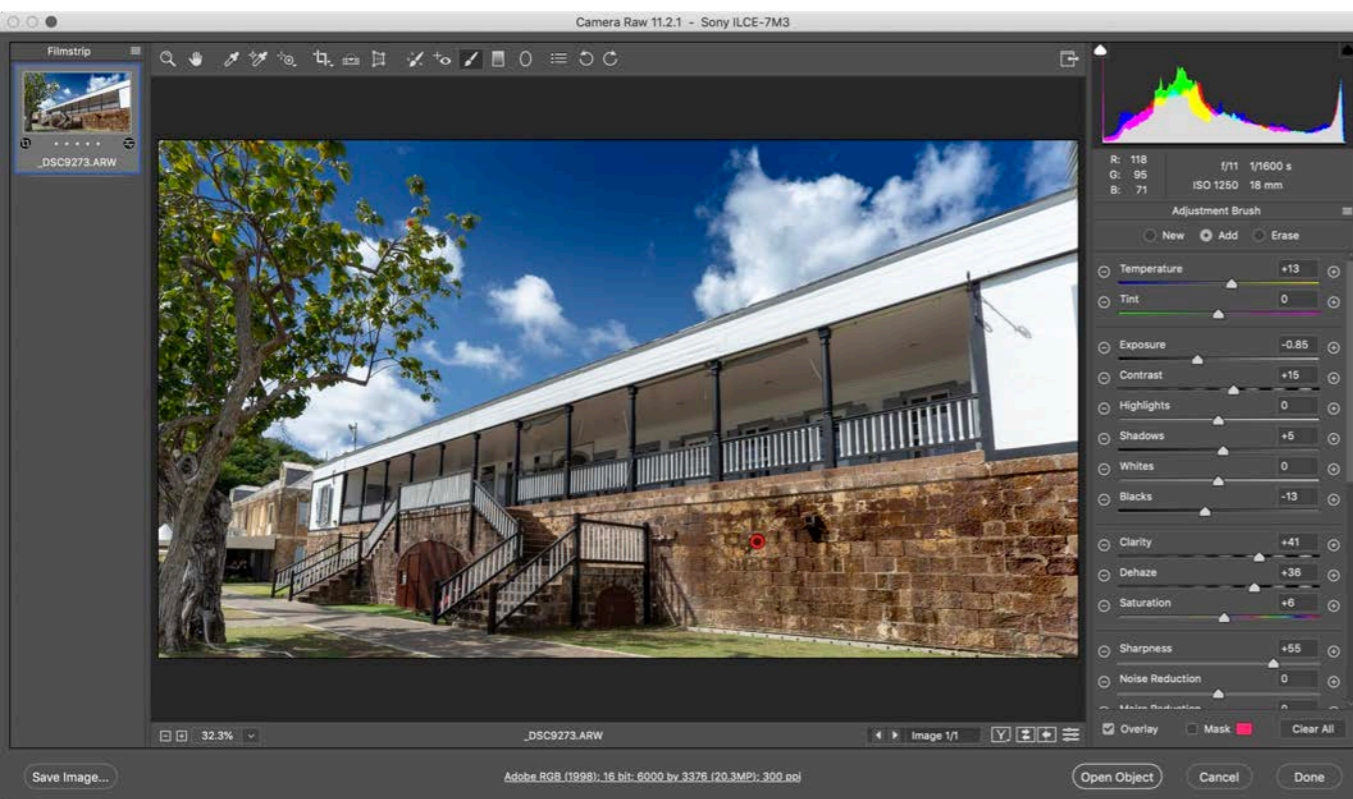 Camera Raw 11.2.1 - Sony ILCE-7M3
Filmstrip
_DSC9273.ARW
R: 118
G: 95
B: 71
f/11 1/1600 s
ISO 1250 18 mm
Adjustment Brush
New Add Erase
Temperature +13
Tint 0
Exposure -0.85
Contrast +15
Highlights 0
Shadows +5
Whites 0
Blacks -13
Clarity +41
Dehaze +36
Saturation +6
Sharpness +55
Noise Reduction 0
Moire Reduction 0
Overlay Mask Clear All
32.3% _DSC9273.ARW Image 1/1 Y
Save Image... Adobe RGB (1998); 16 bit; 6000 by 3376 (20.3MP); 300 ppi Open Object Cancel Done